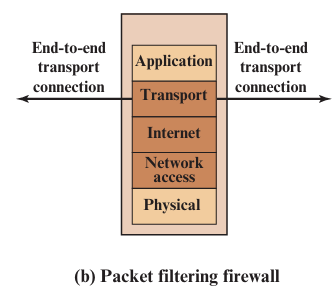 End-to-end
transport
connection
Application
Transport
Internet
Network
access
Physical
End-to-end
transport
connection
(b) Packet filtering firewall